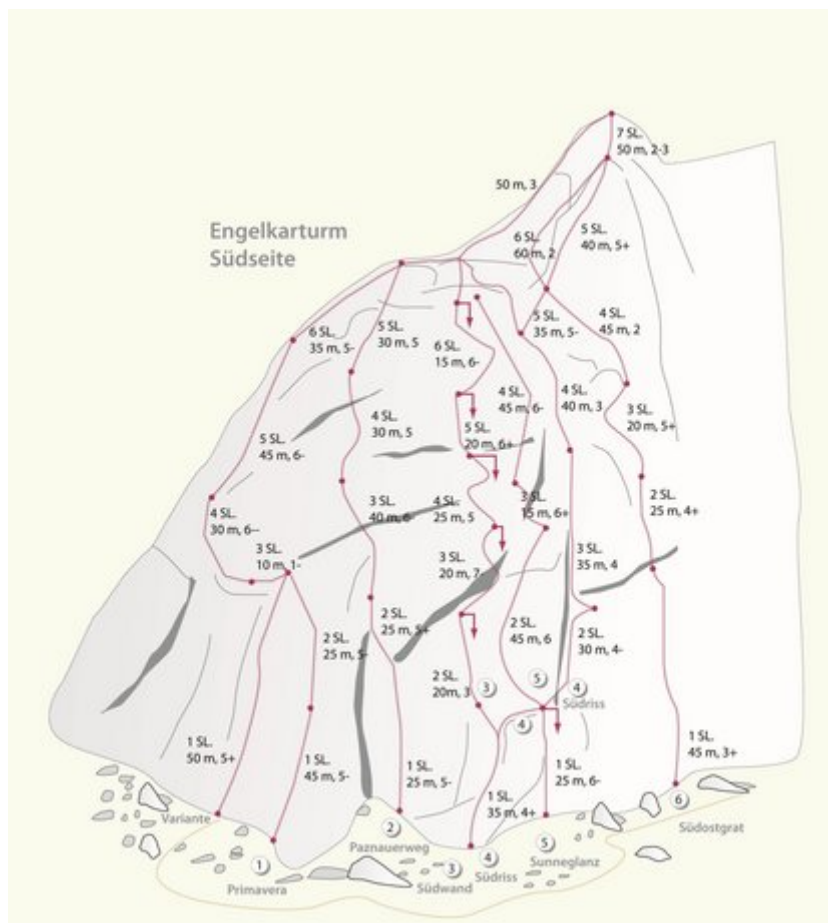 7 SL.
50 m, 2-3
50 m, 3
Engelkarturm
Südseite
6 SL.
60 m, 2
5 SL.
40 m, 5+
6 SL.
35 m, 5-
5 SL.
30 m, 5
5 SL.
35 m, 5-
4 SL.
45 m, 2
6 SL.
15 m, 6-
4 SL.
45 m, 6-
4 SL.
40 m, 3
3 SL.
20 m, 5+
5 SL.
45 m, 6-
4 SL.
30 m, 5
5 SL.
20 m, 6+
4 SL.
30 m, 6--
3 SL.
40 m, 6-
4 SL.
25 m, 5
3 SL.
15 m, 6+
2 SL.
25 m, 4+
3 SL.
10 m, 1-
3 SL.
20 m, 7-
3 SL.
35 m, 4
2 SL.
25 m, 5-
2 SL.
25 m, 5+
2 SL.
45 m, 6
2 SL.
30 m, 4-
2 SL.
20m, 3
3
5
4
Südriss
4
1 SL.
50 m, 5+
1 SL.
45 m, 5-
1 SL.
25 m, 5-
1 SL.
35 m, 4+
1 SL.
25 m, 6-
1 SL.
45 m, 3+
Variante
1
Primavera
2
Paznauerweg
3
Südwand
4
Südriss
5
Sunneglanz
6
Südostgrat